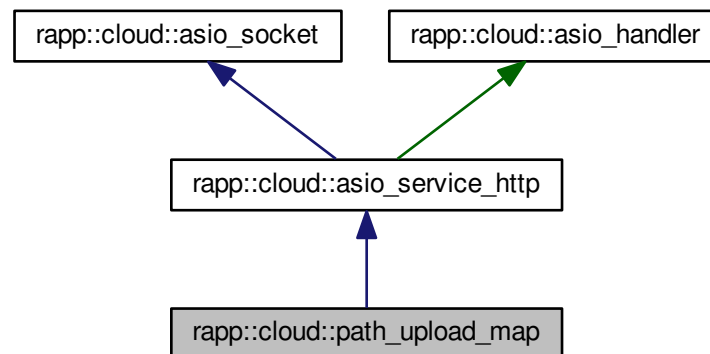 rapp::cloud::asio_socket
rapp::cloud::asio_handler
rapp::cloud::asio_service_http
rapp::cloud::path_upload_map